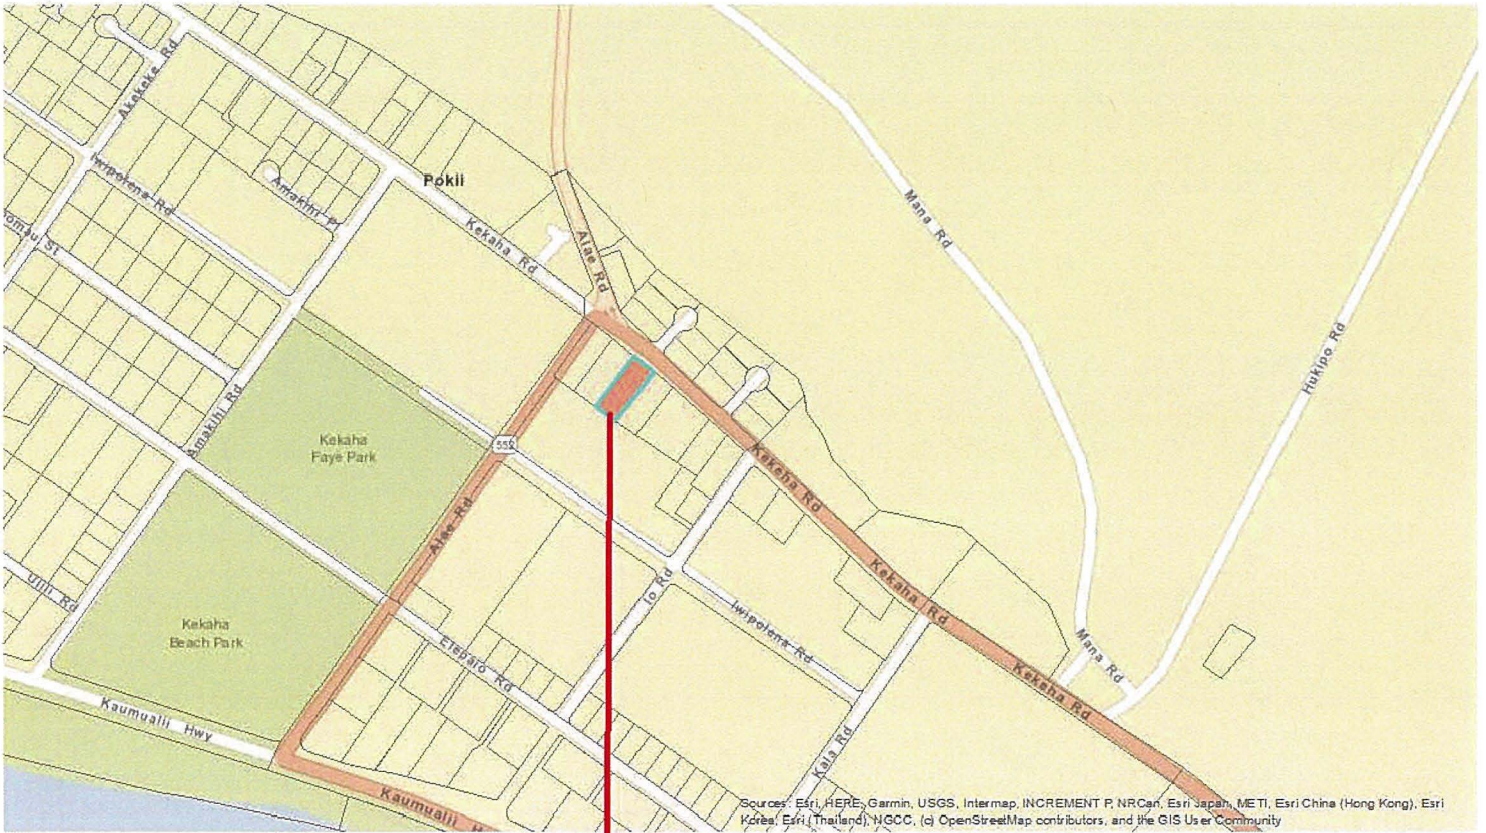 Akekeke Rd
Iwipolena Rd
Amakihi P
St
Pokii
Kekaha Rd
Alae Rd
Mana Rd
Hukipo Rd
Amakihi Rd
Kekaha
Faye Park
552
Kekaha Rd
Alae Rd
Ulili Rd
Kekaha
Beach Park
Io Rd
Iwipolena Rd
Kekaha Rd
Elepaio Rd
Mana Rd
Kekaha Rd
Kaumualii Hwy
Kala Rd
Kaumualii H
Sources: Esri, HERE, Garmin, USGS, Intermap, INCREMENT P, NRCan, Esri Japan, METI, Esri China (Hong Kong), Esri
Korea, Esri (Thailand), NGCC, (c) OpenStreetMap contributors, and the GIS User Community